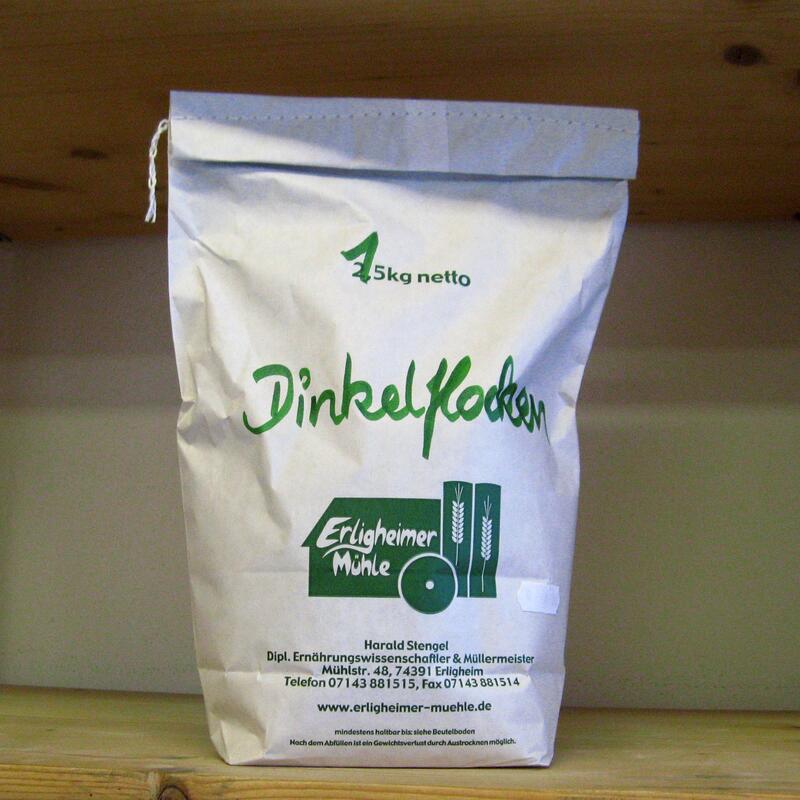 1,5kg netto
Dinkelflocken
Erligheimer
Mühle
Harald Stengel
Dipl. Ernährungswissenschaftler & Müllermeister
Mühlstr. 48, 74391 Erligheim
Telefon 07143 881515, Fax 07143 881514
www.erligheimer-muehle.de
mindestens haltbar bis: siehe Beutelboden
Nach dem Abfüllen ist ein Gewichtsverlust durch Austrocknen möglich.